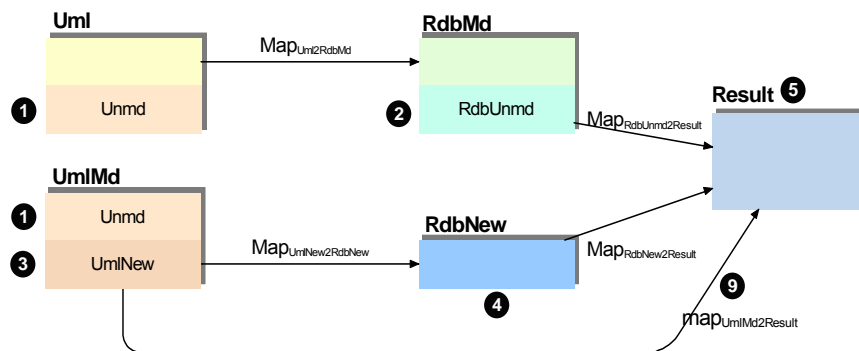 Uml
RdbMd
MapUml2RdbMd
1
Unmd
2
RdbUnmd
MapRdbUnmd2Result
Result
5
UmlMd
1
Unmd
RdbNew
3
UmlNew
MapUmlNew2RdbNew
MapRdbNew2Result
4
9
mapUmlMd2Result